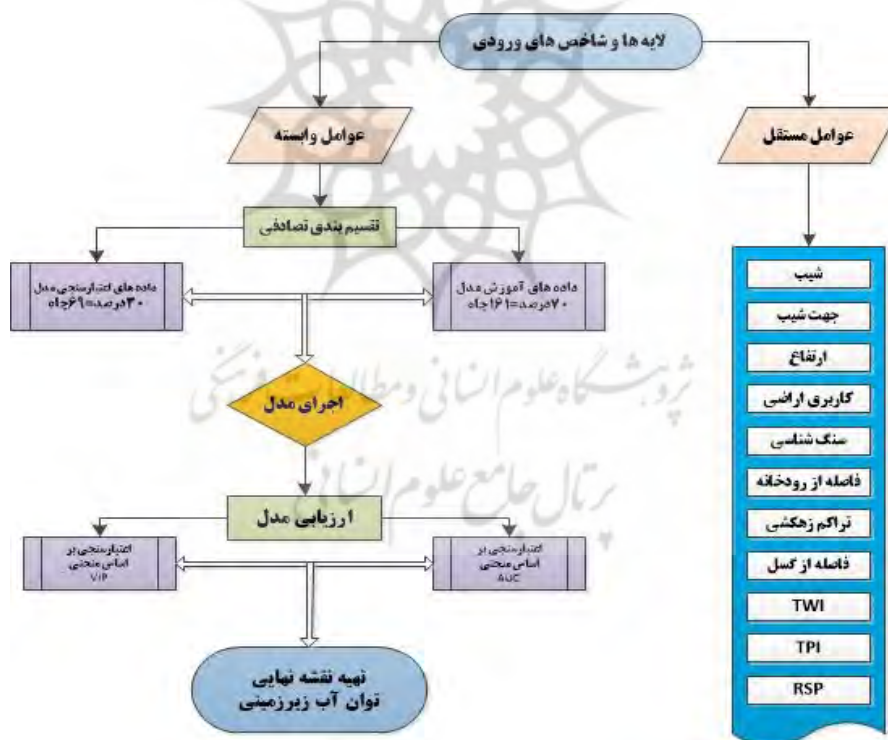 لایه ها و شاخص های ورودی
عوامل مستقل
عوامل وابسته
تقسیم بندی تصادفی
داده های آموزش مدل
۷۰درصد=۱۶۱چاه
داده های اعتبارسنجی مدل
۳۰درصد=۶۹چاه
اجرای مدل
ارزیابی مدل
اعتبارسنجی بر
اساس منحنی
AUC
اعتبارسنجی بر
اساس منحنی
VIP
تهیه نقشه نهایی
توان آب زیرزمینی
شیب
جهت شیب
ارتفاع
کاربری اراضی
سنگ شناسی
فاصله از رودخانه
تراکم زهکشی
فاصله از گسل
TWI
TPI
RSP
پژوهشگاه علوم انسانی و مطالعات فرهنگی
پرتال جامع علوم انسانی